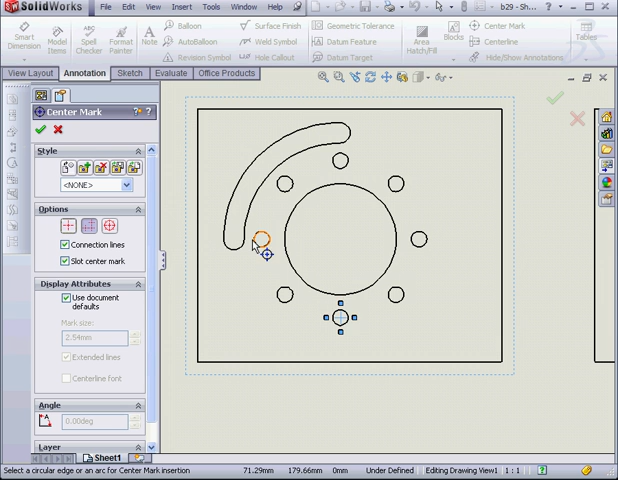 SolidWorks
File Edit View Insert Tools Window Help
b29 - Sh...
Smart Dimension
Model Items
Spell Checker
Format Painter
Note
Balloon
AutoBalloon
Revision Symbol
Surface Finish
Weld Symbol
Hole Callout
Geometric Tolerance
Datum Feature
Datum Target
Area Hatch/Fill
Blocks
Center Mark
Centerline
Hide/Show Annotations
Tables
View Layout Annotation Sketch Evaluate Office Products
Center Mark
Style
<NONE>
Options
Connection lines
Slot center mark
Display Attributes
Use document defaults
Mark size:
2.54mm
Extended lines
Centerline font
Angle
0.00deg
Layer
Sheet1
Select a circular edge or an arc for Center Mark insertion
71.29mm 179.66mm 0mm Under Defined Editing Drawing View1 1 : 1